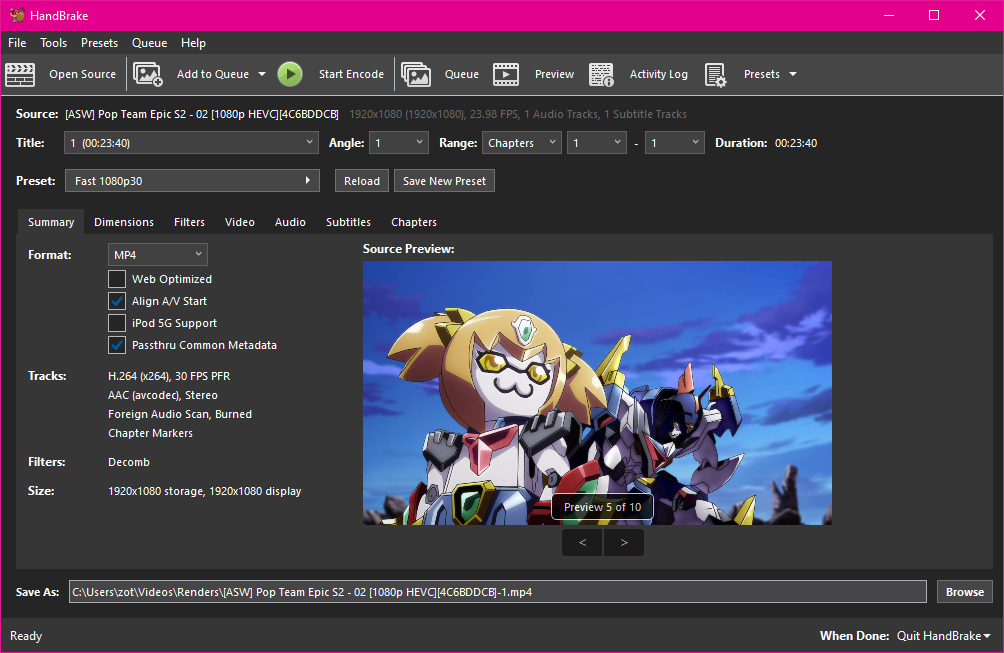 HandBrake
File Tools Presets Queue Help
Open Source Add to Queue Start Encode Queue Preview Activity Log Presets
Source: [ASW] Pop Team Epic S2 - 02 [1080p HEVC][4C6BDDCB] 1920x1080 (1920x1080), 23.98 FPS, 1 Audio Tracks, 1 Subtitle Tracks
Title: 1 (00:23:40) Angle: 1 Range: Chapters 1 - 1 Duration: 00:23:40
Preset: Fast 1080p30 Reload Save New Preset
Summary Dimensions Filters Video Audio Subtitles Chapters
Format: MP4 Source Preview:
Web Optimized
Align A/V Start
iPod 5G Support
Passthru Common Metadata
Tracks: H.264 (x264), 30 FPS PFR
AAC (avcodec), Stereo
Foreign Audio Scan, Burned
Chapter Markers
Filters: Decomb
Size: 1920x1080 storage, 1920x1080 display
Preview 5 of 10
< >
Save As: C:\Users\zot\Videos\Renders\[ASW] Pop Team Epic S2 - 02 [1080p HEVC][4C6BDDCB]-1.mp4 Browse
Ready When Done: Quit HandBrake